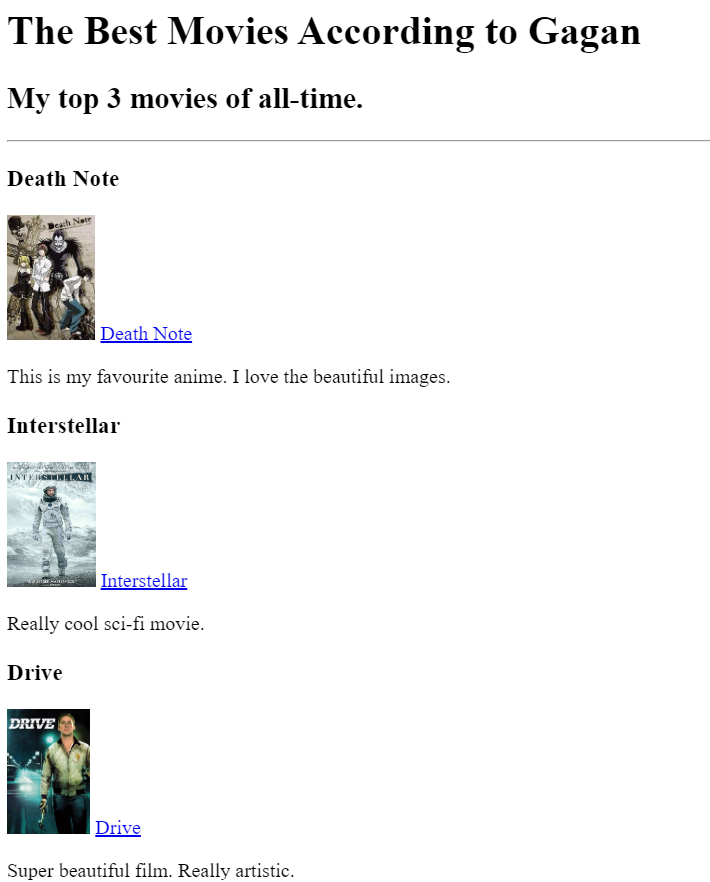 The Best Movies According to Gagan
My top 3 movies of all-time.
Death Note
Death Note
Death Note
This is my favourite anime. I love the beautiful images.
Interstellar
INTERSTELLAR
Interstellar
Really cool sci-fi movie.
Drive
DRIVE
Drive
Super beautiful film. Really artistic.